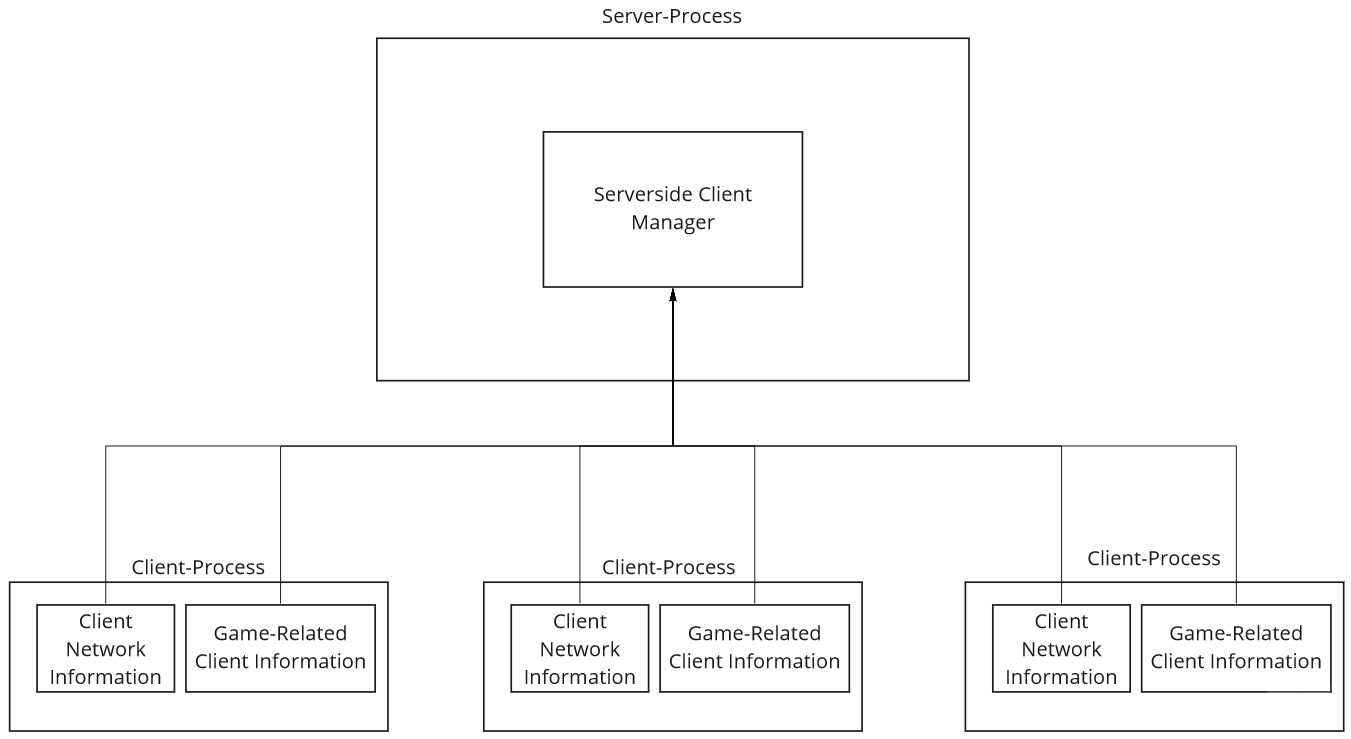 Server-Process
Serverside Client
Manager
Client-Process
Client
Network
Information
Game-Related
Client Information
Client-Process
Client
Network
Information
Game-Related
Client Information
Client-Process
Client
Network
Information
Game-Related
Client Information